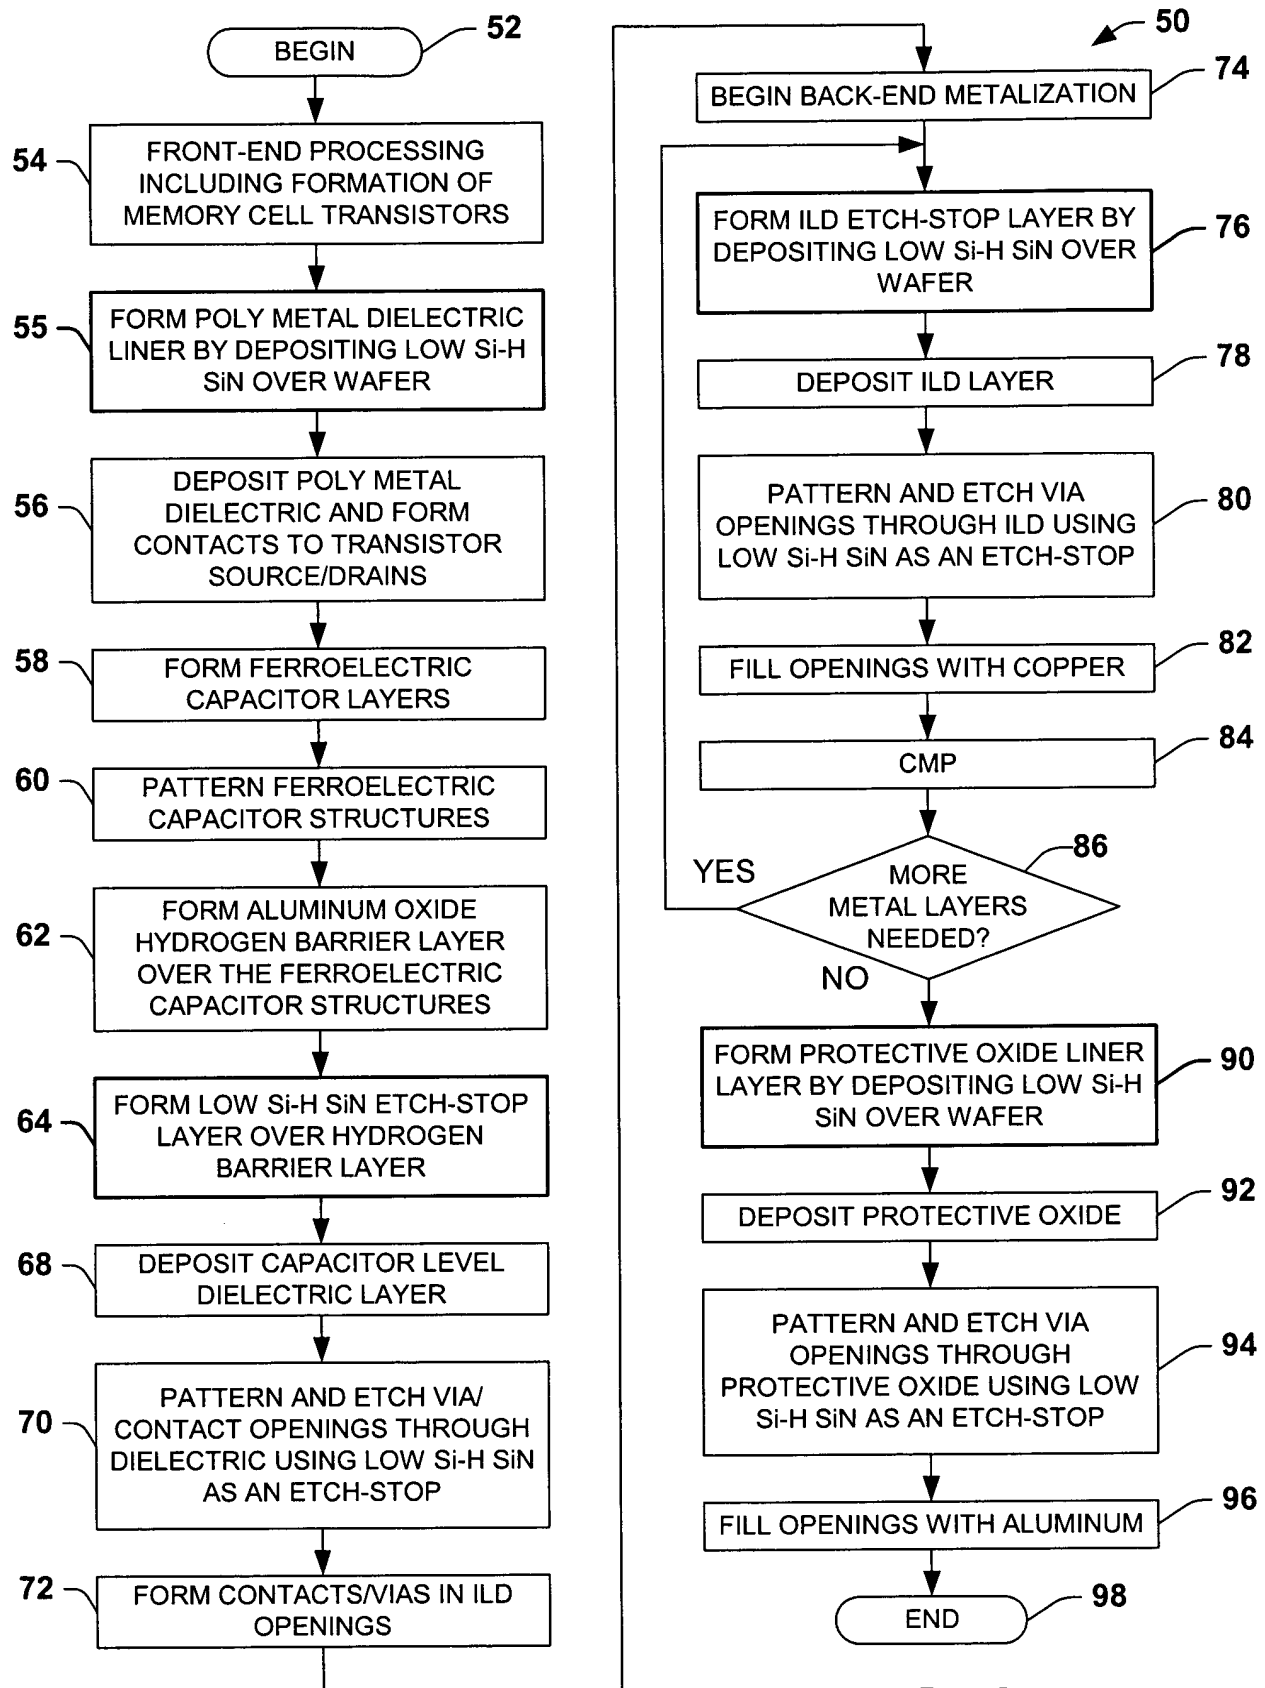 BEGIN
52
54
FRONT-END PROCESSING
INCLUDING FORMATION OF
MEMORY CELL TRANSISTORS
55
FORM POLY METAL DIELECTRIC
LINER BY DEPOSITING LOW Si-H
SiN OVER WAFER
56
DEPOSIT POLY METAL
DIELECTRIC AND FORM
CONTACTS TO TRANSISTOR
SOURCE/DRAINS
58
FORM FERROELECTRIC
CAPACITOR LAYERS
60
PATTERN FERROELECTRIC
CAPACITOR STRUCTURES
62
FORM ALUMINUM OXIDE
HYDROGEN BARRIER LAYER
OVER THE FERROELECTRIC
CAPACITOR STRUCTURES
64
FORM LOW Si-H SiN ETCH-STOP
LAYER OVER HYDROGEN
BARRIER LAYER
68
DEPOSIT CAPACITOR LEVEL
DIELECTRIC LAYER
70
PATTERN AND ETCH VIA/
CONTACT OPENINGS THROUGH
DIELECTRIC USING LOW Si-H SiN
AS AN ETCH-STOP
72
FORM CONTACTS/VIAS IN ILD
OPENINGS
50
74
BEGIN BACK-END METALIZATION
76
FORM ILD ETCH-STOP LAYER BY
DEPOSITING LOW Si-H SiN OVER
WAFER
78
DEPOSIT ILD LAYER
80
PATTERN AND ETCH VIA
OPENINGS THROUGH ILD USING
LOW Si-H SiN AS AN ETCH-STOP
82
FILL OPENINGS WITH COPPER
84
CMP
86
YES
MORE
METAL LAYERS
NEEDED?
NO
90
FORM PROTECTIVE OXIDE LINER
LAYER BY DEPOSITING LOW Si-H
SiN OVER WAFER
92
DEPOSIT PROTECTIVE OXIDE
94
PATTERN AND ETCH VIA
OPENINGS THROUGH
PROTECTIVE OXIDE USING LOW
Si-H SiN AS AN ETCH-STOP
96
FILL OPENINGS WITH ALUMINUM
END
98